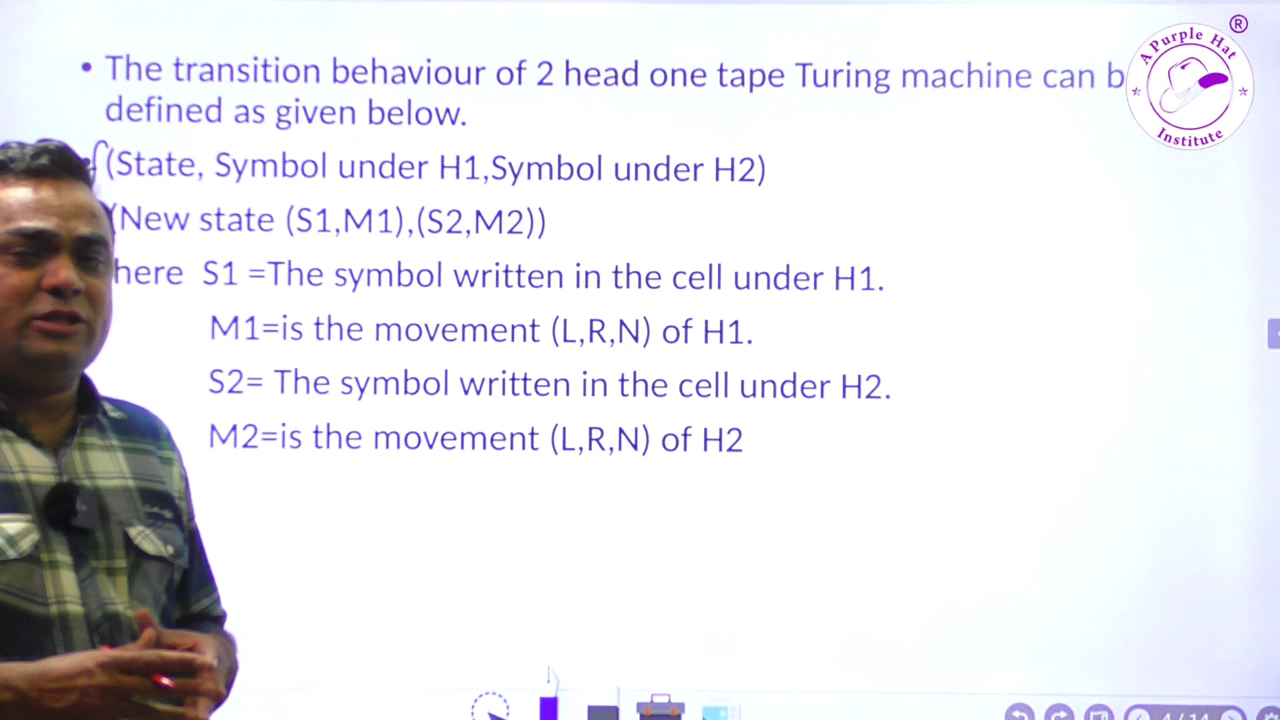 • The transition behaviour of 2 head one tape Turing machine can b
defined as given below.
(State, Symbol under H1,Symbol under H2)
(New state (S1,M1),(S2,M2))
here S1 =The symbol written in the cell under H1.
M1=is the movement (L,R,N) of H1.
S2= The symbol written in the cell under H2.
M2=is the movement (L,R,N) of H2
A Purple Hat
Institute
®